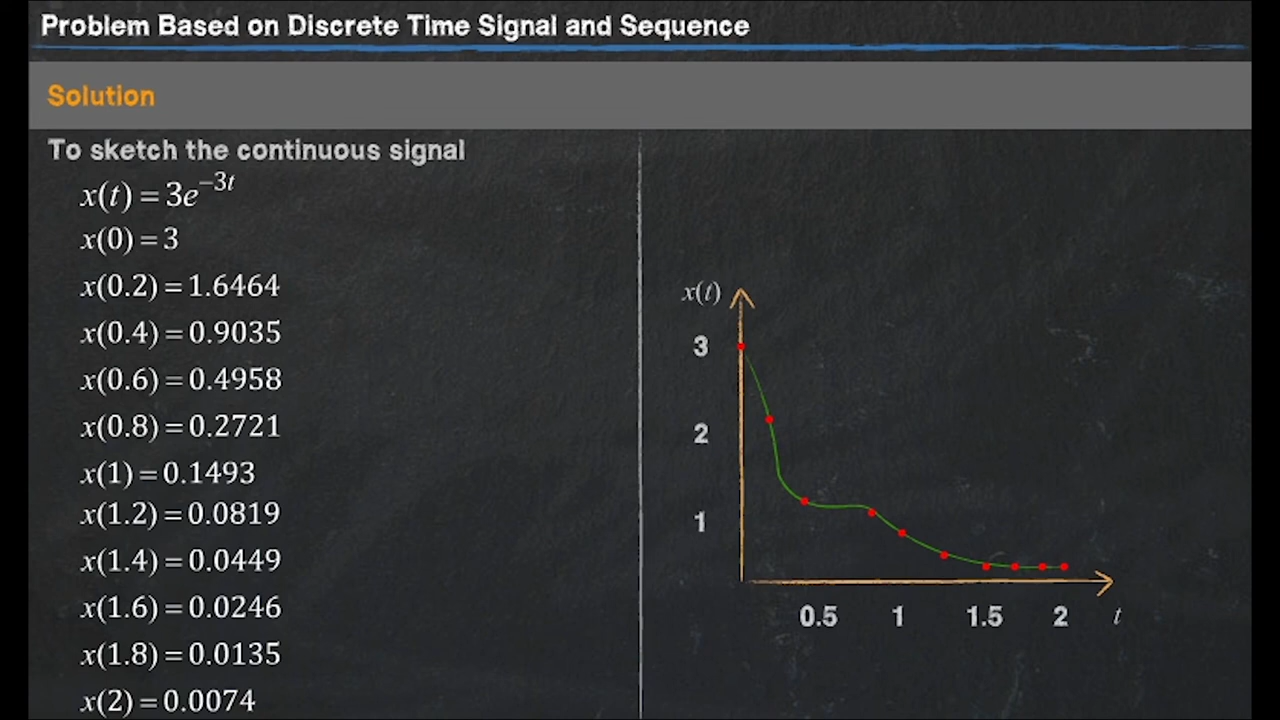 Problem Based on Discrete Time Signal and Sequence
Solution
To sketch the continuous signal
x(t) = 3e^{-3t}
x(0) = 3
x(0.2) = 1.6464
x(0.4) = 0.9035
x(0.6) = 0.4958
x(0.8) = 0.2721
x(1) = 0.1493
x(1.2) = 0.0819
x(1.4) = 0.0449
x(1.6) = 0.0246
x(1.8) = 0.0135
x(2) = 0.0074
x(t)
3
2
1
0.5 1 1.5 2 t